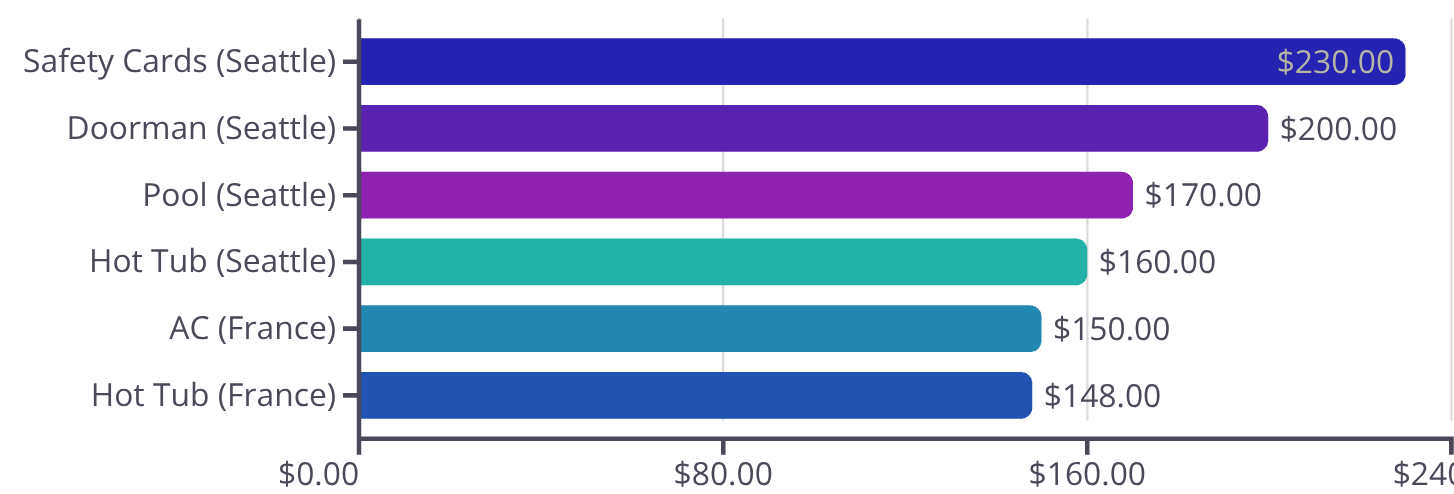 Safety Cards (Seattle) $230.00
Doorman (Seattle) $200.00
Pool (Seattle) $170.00
Hot Tub (Seattle) $160.00
AC (France) $150.00
Hot Tub (France) $148.00
$0.00 $80.00 $160.00